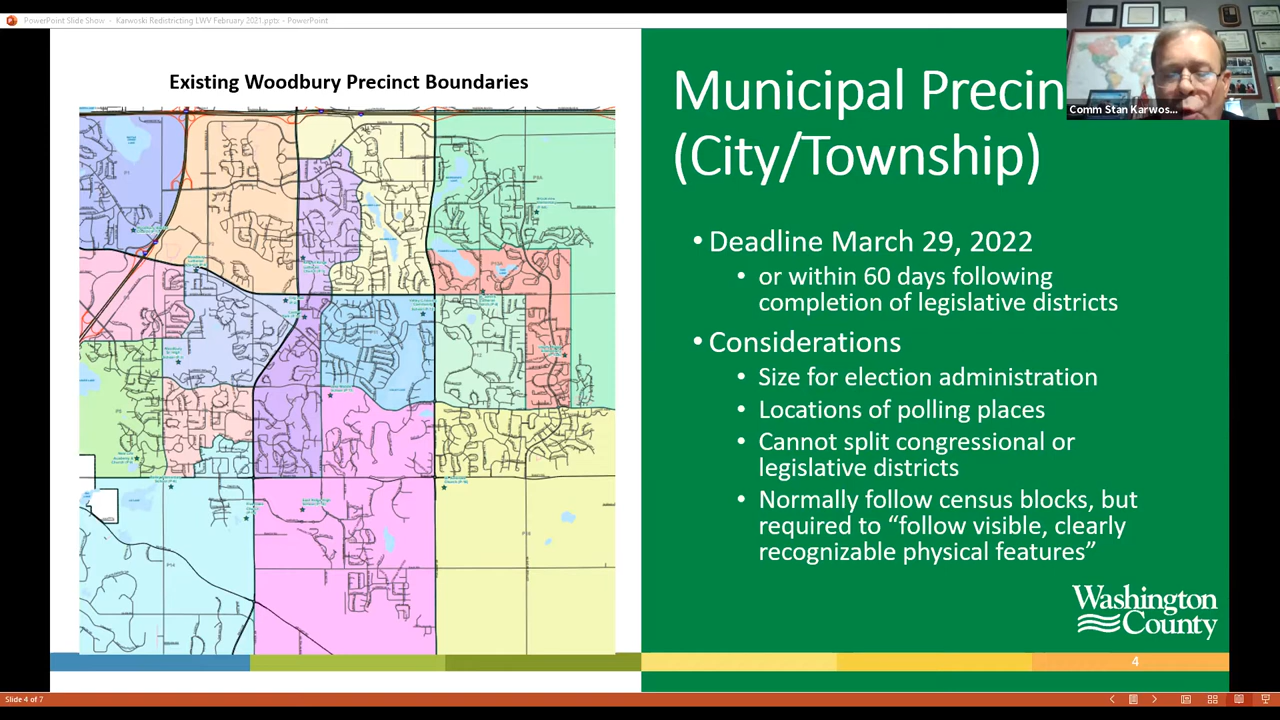 PowerPoint Slide Show - Karwoski Redistricting LWV February 2021.pptx - PowerPoint
Existing Woodbury Precinct Boundaries
Municipal Precin
(City/Township)
Comm Stan Karwos...
• Deadline March 29, 2022
• or within 60 days following
completion of legislative districts
• Considerations
• Size for election administration
• Locations of polling places
• Cannot split congressional or
legislative districts
• Normally follow census blocks, but
required to “follow visible, clearly
recognizable physical features”
Washington
County
4
Slide 4 of 7